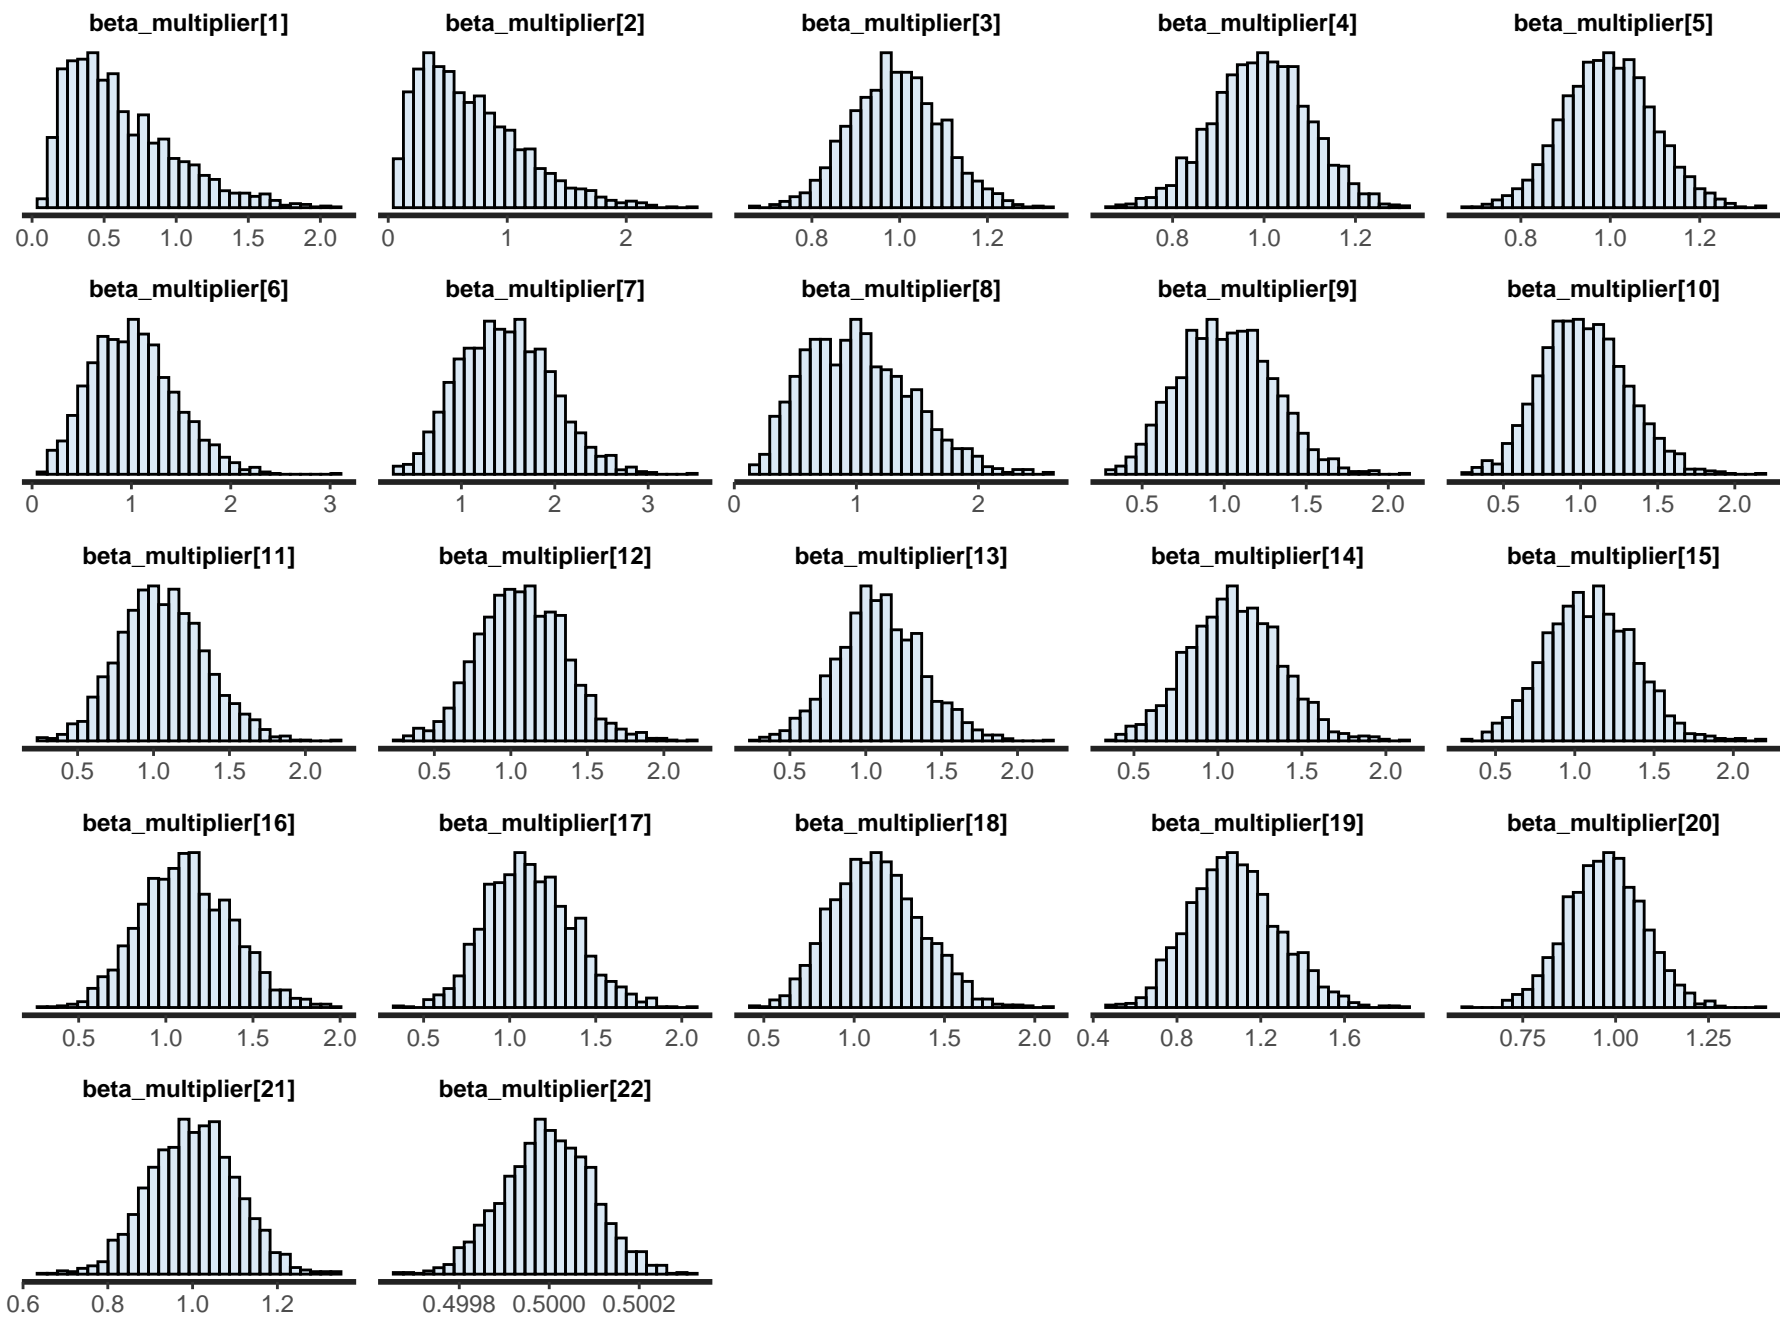 beta_multiplier[1] beta_multiplier[2] beta_multiplier[3] beta_multiplier[4] beta_multiplier[5]
0.0 0.5 1.0 1.5 2.0 0 1 2 0.8 1.0 1.2 0.8 1.0 1.2 0.8 1.0 1.2
beta_multiplier[6] beta_multiplier[7] beta_multiplier[8] beta_multiplier[9] beta_multiplier[10]
0 1 2 3 1 2 3 0 1 2 0.5 1.0 1.5 2.0 0.5 1.0 1.5 2.0
beta_multiplier[11] beta_multiplier[12] beta_multiplier[13] beta_multiplier[14] beta_multiplier[15]
0.5 1.0 1.5 2.0 0.5 1.0 1.5 2.0 0.5 1.0 1.5 2.0 0.5 1.0 1.5 2.0 0.5 1.0 1.5 2.0
beta_multiplier[16] beta_multiplier[17] beta_multiplier[18] beta_multiplier[19] beta_multiplier[20]
0.5 1.0 1.5 2.0 0.5 1.0 1.5 2.0 0.5 1.0 1.5 2.0 0.4 0.8 1.2 1.6 0.75 1.00 1.25
beta_multiplier[21] beta_multiplier[22]
0.6 0.8 1.0 1.2 0.4998 0.5000 0.5002